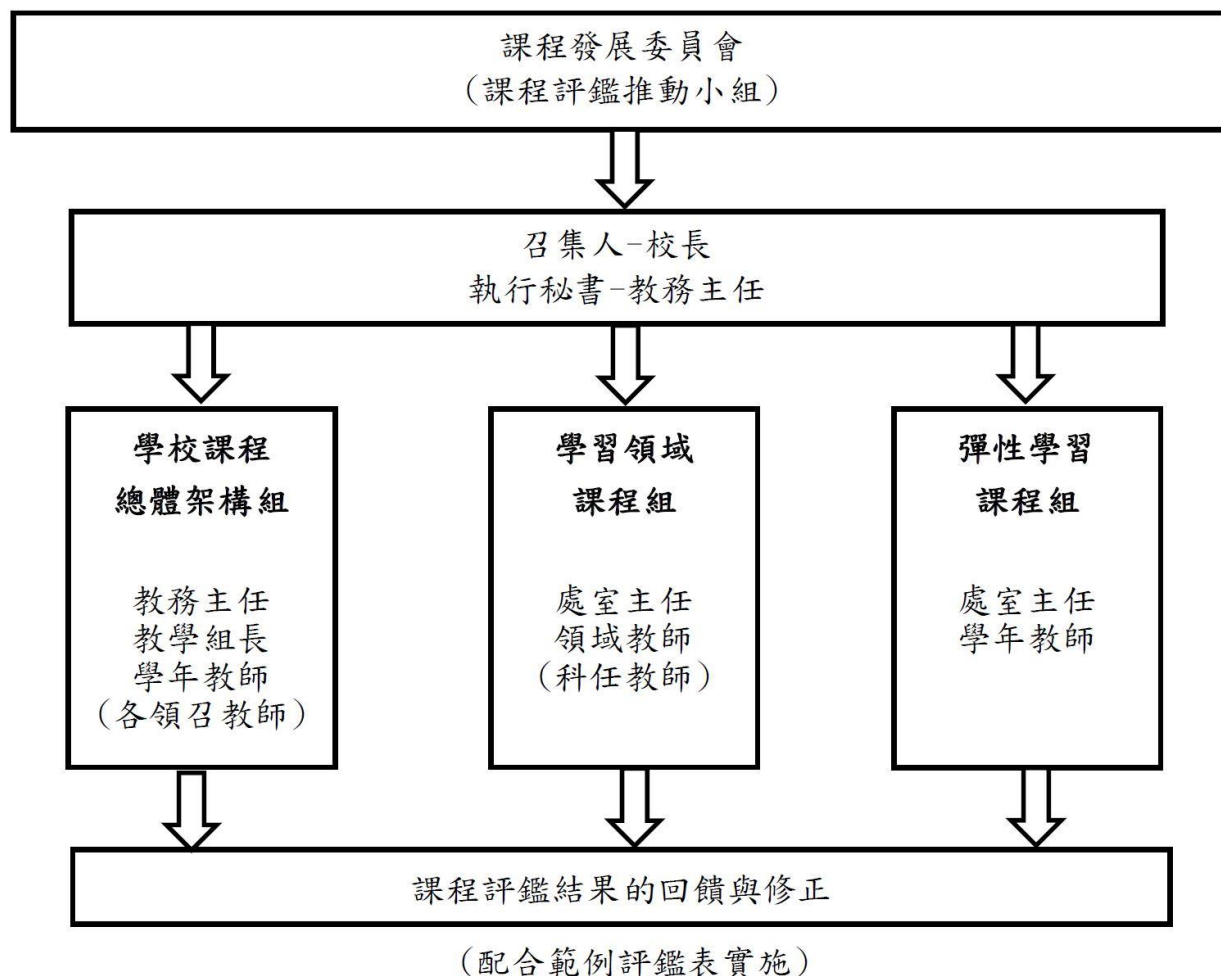 課程發展委員會
(課程評鑑推動小組)
召集人-校長
執行秘書-教務主任
學校課程
總體架構組
教務主任
教學組長
學年教師
(各領召教師)
學習領域
課程組
處室主任
領域教師
(科任教師)
彈性學習
課程組
處室主任
學年教師
課程評鑑結果的回饋與修正
(配合範例評鑑表實施)